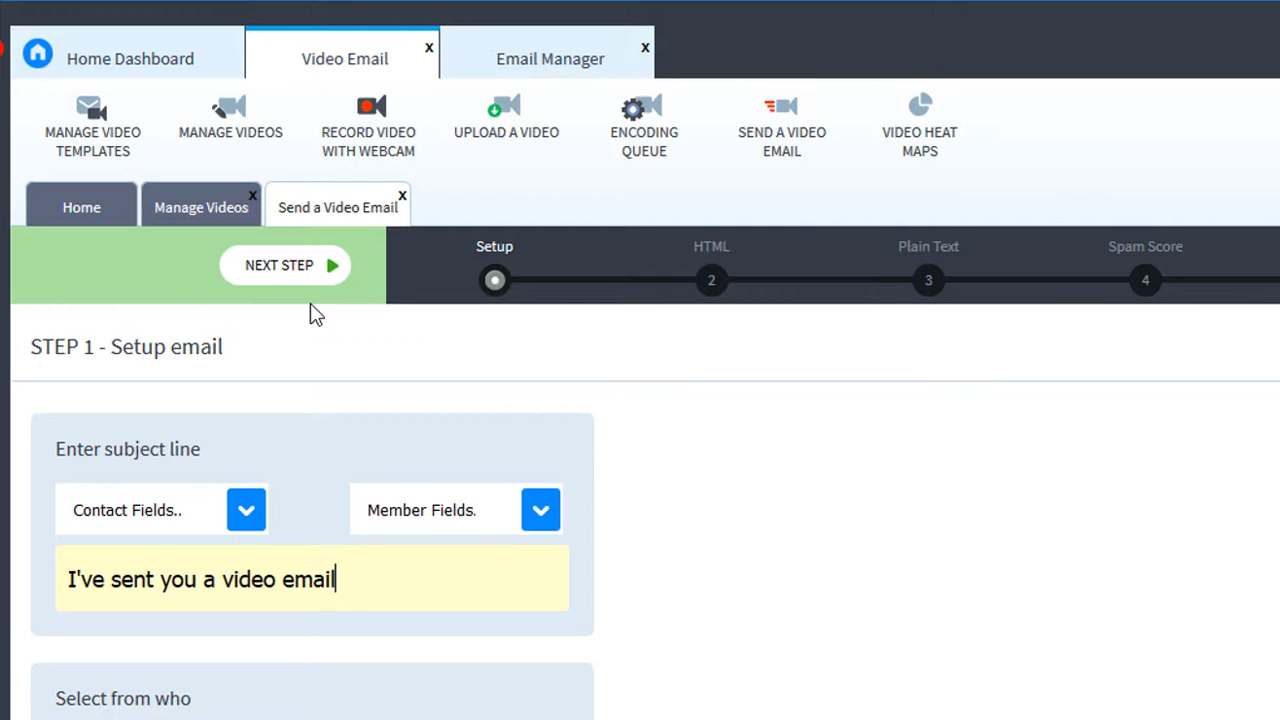 Home Dashboard
Video Email
x
Email Manager
x
MANAGE VIDEO
TEMPLATES
MANAGE VIDEOS
RECORD VIDEO
WITH WEBCAM
UPLOAD A VIDEO
ENCODING
QUEUE
SEND A VIDEO
EMAIL
VIDEO HEAT
MAPS
Home
Manage Videos
x
Send a Video Email
x
NEXT STEP
Setup
HTML
2
Plain Text
3
Spam Score
4
STEP 1 - Setup email
Enter subject line
Contact Fields..
Member Fields.
I've sent you a video email
Select from who